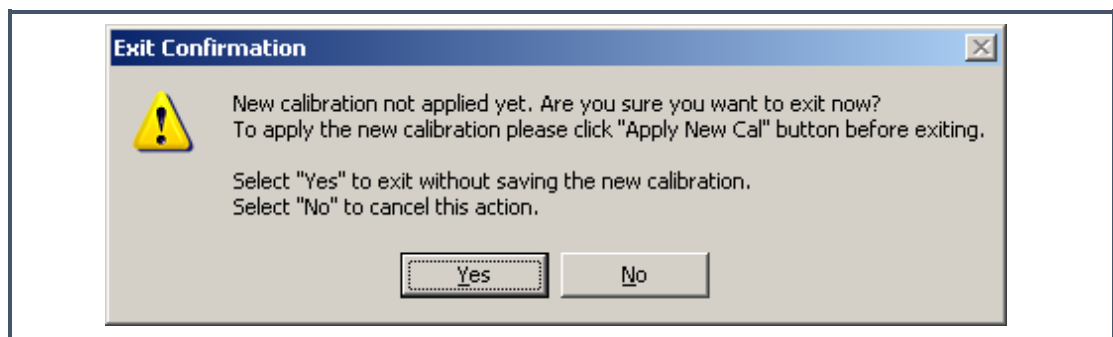 Exit Confirmation
New calibration not applied yet. Are you sure you want to exit now?
To apply the new calibration please click "Apply New Cal" button before exiting.
Select "Yes" to exit without saving the new calibration.
Select "No" to cancel this action.
Yes
No